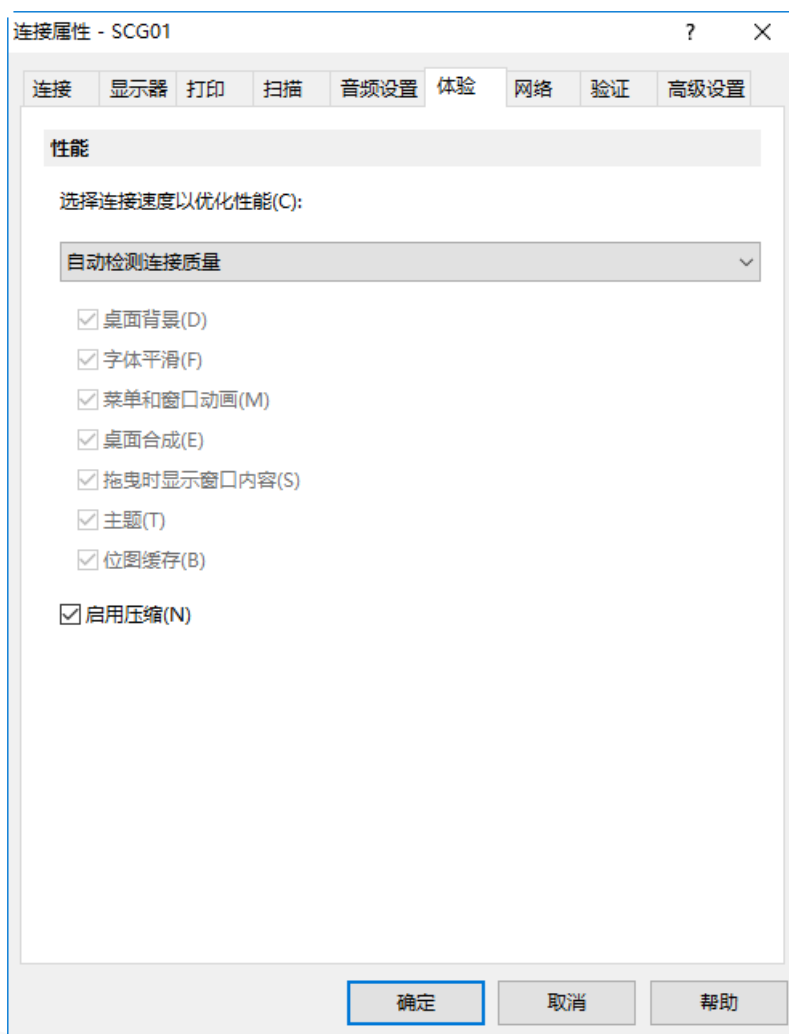 连接属性 - SCG01
连接 显示器 打印 扫描 音频设置 体验 网络 验证 高级设置
性能
选择连接速度以优化性能(C):
自动检测连接质量
桌面背景(D)
字体平滑(F)
菜单和窗口动画(M)
桌面合成(E)
拖曳时显示窗口内容(S)
主题(T)
位图缓存(B)
启用压缩(N)
确定 取消 帮助